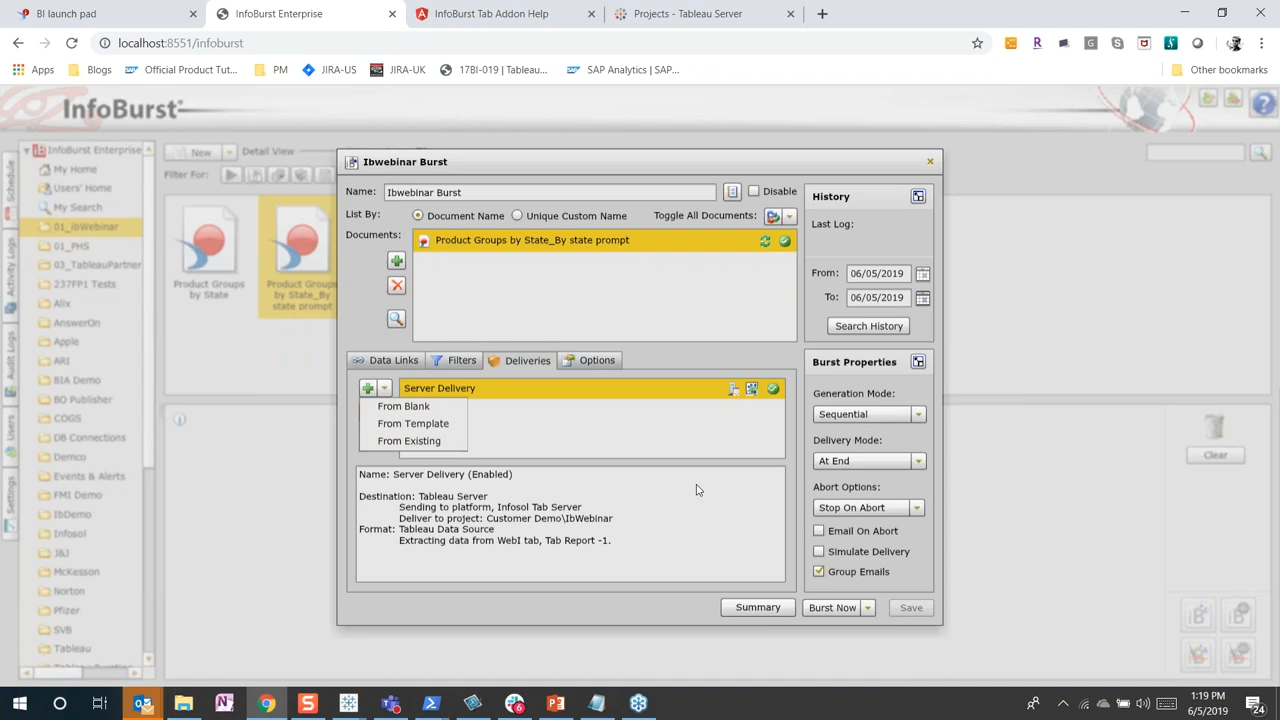 BI launch pad
InfoBurst Enterprise
InfoBurst Tab Addon Help
Projects - Tableau Server
localhost:8551/infoburst
Apps
Blogs
Official Product Tut...
PM
JIRA-US
JIRA-UK
17BI-019 | Tableau...
SAP Analytics | SAP...
Other bookmarks
InfoBurst
InfoBurst Enterprise
My Home
Users' Home
My Search
01_ibWebinar
01_PHS
03_TableauPartner
237FP1 Tests
Alix
AnswerOn
Apple
ARI
BIA Demo
BO Publisher
COGS
DB Connections
Demco
Events & Alerts
FMI Demo
IbDemo
Infosol
J&J
McKesson
Norton
Pfizer
SVB
Tableau
Schedule
Activity Logs
Audit Logs
Users
Settings
New
Detail View
Filter For:
Product Groups
by State
Product Groups
by State_By
state prompt
Ibwebinar Burst
Name:
Ibwebinar Burst
Disable
List By:
Document Name
Unique Custom Name
Toggle All Documents:
Documents:
Product Groups by State_By state prompt
Data Links
Filters
Deliveries
Options
Server Delivery
From Blank
From Template
From Existing
Name: Server Delivery (Enabled)
Destination: Tableau Server
Sending to platform, Infosol Tab Server
Deliver to project: Customer Demo\IbWebinar
Format: Tableau Data Source
Extracting data from WebI tab, Tab Report -1.
Summary
Burst Now
Save
History
Last Log:
From:
06/05/2019
To:
06/05/2019
Search History
Burst Properties
Generation Mode:
Sequential
Delivery Mode:
At End
Abort Options:
Stop On Abort
Email On Abort
Simulate Delivery
Group Emails
Clear
1:19 PM
6/5/2019
24